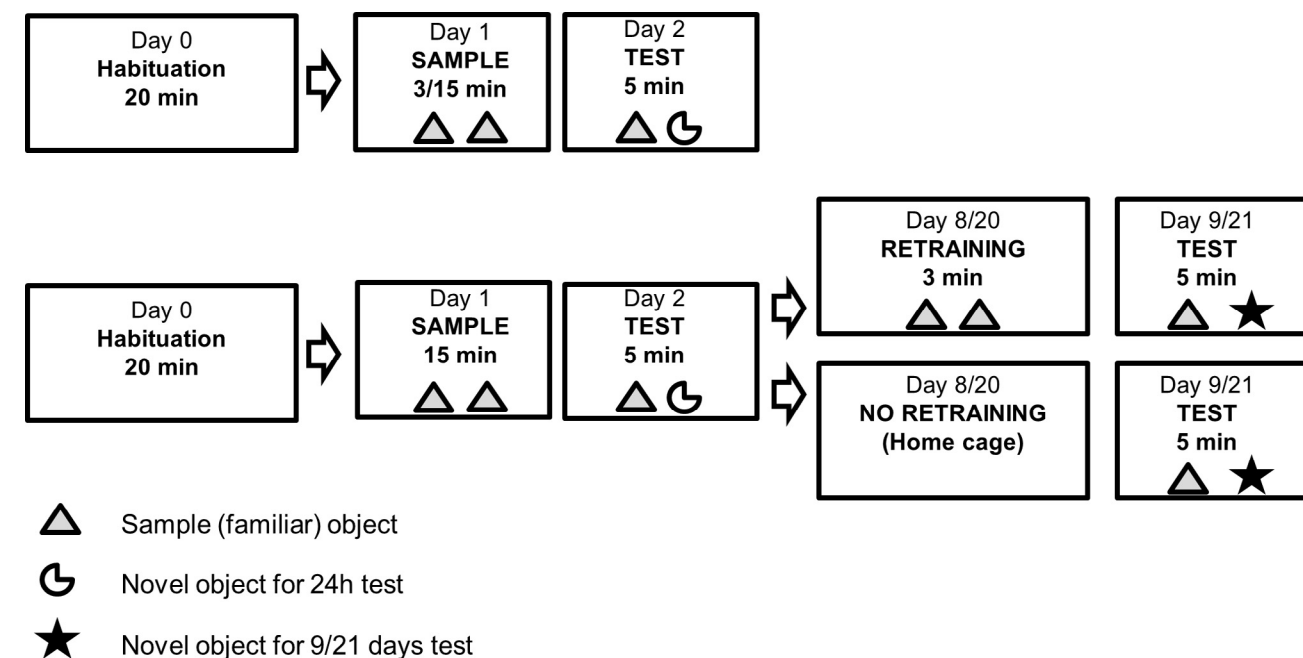 Day 0
Habituation
20 min
Day 1
SAMPLE
3/15 min
Day 2
TEST
5 min
Day 0
Habituation
20 min
Day 1
SAMPLE
15 min
Day 2
TEST
5 min
Day 8/20
RETRAINING
3 min
Day 9/21
TEST
5 min
Day 8/20
NO RETRAINING
(Home cage)
Day 9/21
TEST
5 min
Sample (familiar) object
Novel object for 24h test
Novel object for 9/21 days test